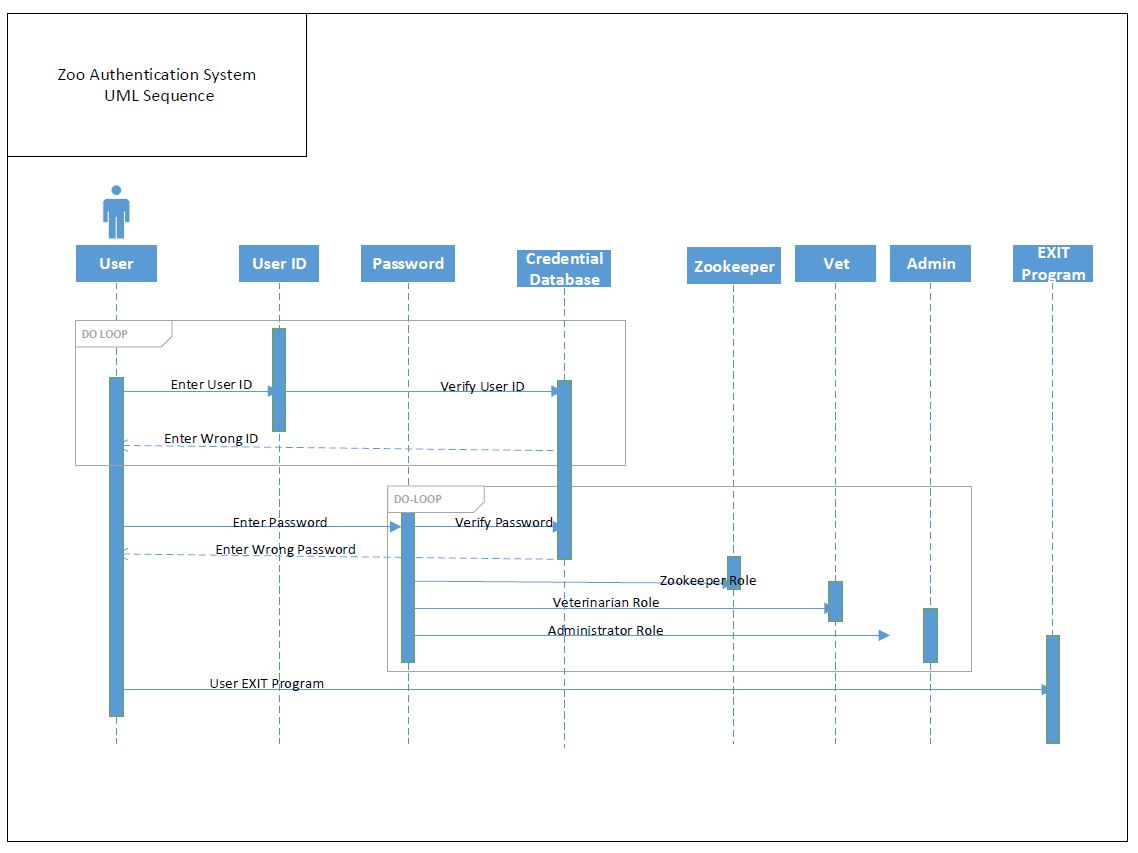 Zoo Authentication System
UML Sequence
User
User ID
Password
Credential
Database
Zookeeper
Vet
Admin
EXIT
Program
DO LOOP
Enter User ID
Verify User ID
Enter Wrong ID
DO-LOOP
Enter Password
Verify Password
Enter Wrong Password
Zookeeper Role
Veterinarian Role
Administrator Role
User EXIT Program